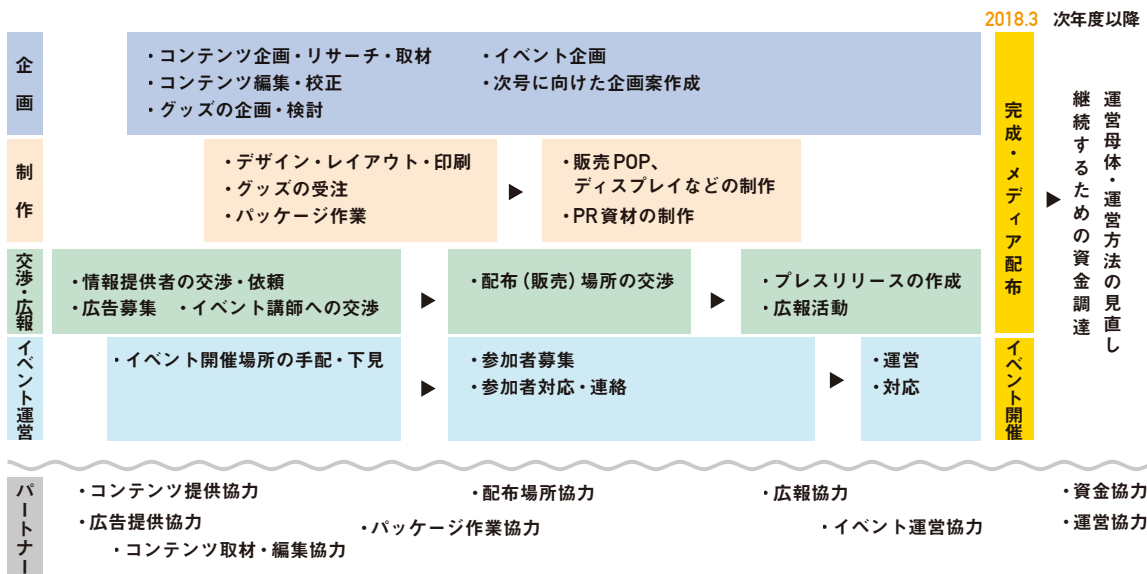 2018.3 次年度以降
企画
・コンテンツ企画・リサーチ・取材
・コンテンツ編集・校正
・グッズの企画・検討
・イベント企画
・次号に向けた企画案作成
制作
・デザイン・レイアウト・印刷
・グッズの受注
・パッケージ作業
▶
・販売POP、
ディスプレイなどの制作
・PR資材の制作
交渉・広報
・情報提供者の交渉・依頼
・広告募集 ・イベント講師への交渉
▶
・配布(販売)場所の交渉
▶
・プレスリリースの作成
・広報活動
イベント運営
・イベント開催場所の手配・下見
▶
・参加者募集
・参加者対応・連絡
▶
・運営
・対応
完成・メディア配布
イベント開催
▶
運営母体・運営方法の見直し
継続するための資金調達
パートナー
・コンテンツ提供協力
・広告提供協力
・コンテンツ取材・編集協力
・配布場所協力
・パッケージ作業協力
・広報協力
・イベント運営協力
・資金協力
・運営協力